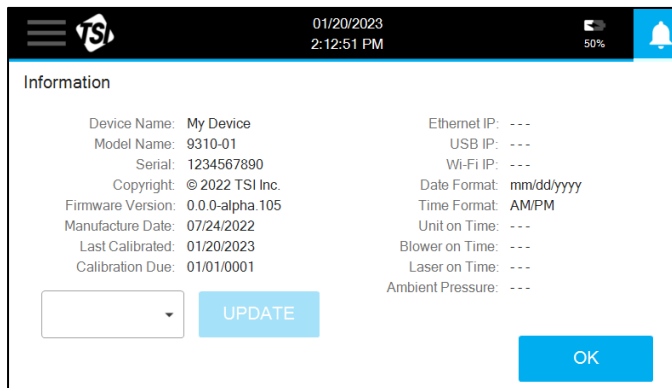 TSI
01/20/2023
2:12:51 PM
50%
Information
Device Name: My Device
Model Name: 9310-01
Serial: 1234567890
Copyright: © 2022 TSI Inc.
Firmware Version: 0.0.0-alpha.105
Manufacture Date: 07/24/2022
Last Calibrated: 01/20/2023
Calibration Due: 01/01/0001
Ethernet IP: - - -
USB IP: - - -
Wi-Fi IP: - - -
Date Format: mm/dd/yyyy
Time Format: AM/PM
Unit on Time: - - -
Blower on Time: - - -
Laser on Time: - - -
Ambient Pressure: - - -
UPDATE
OK